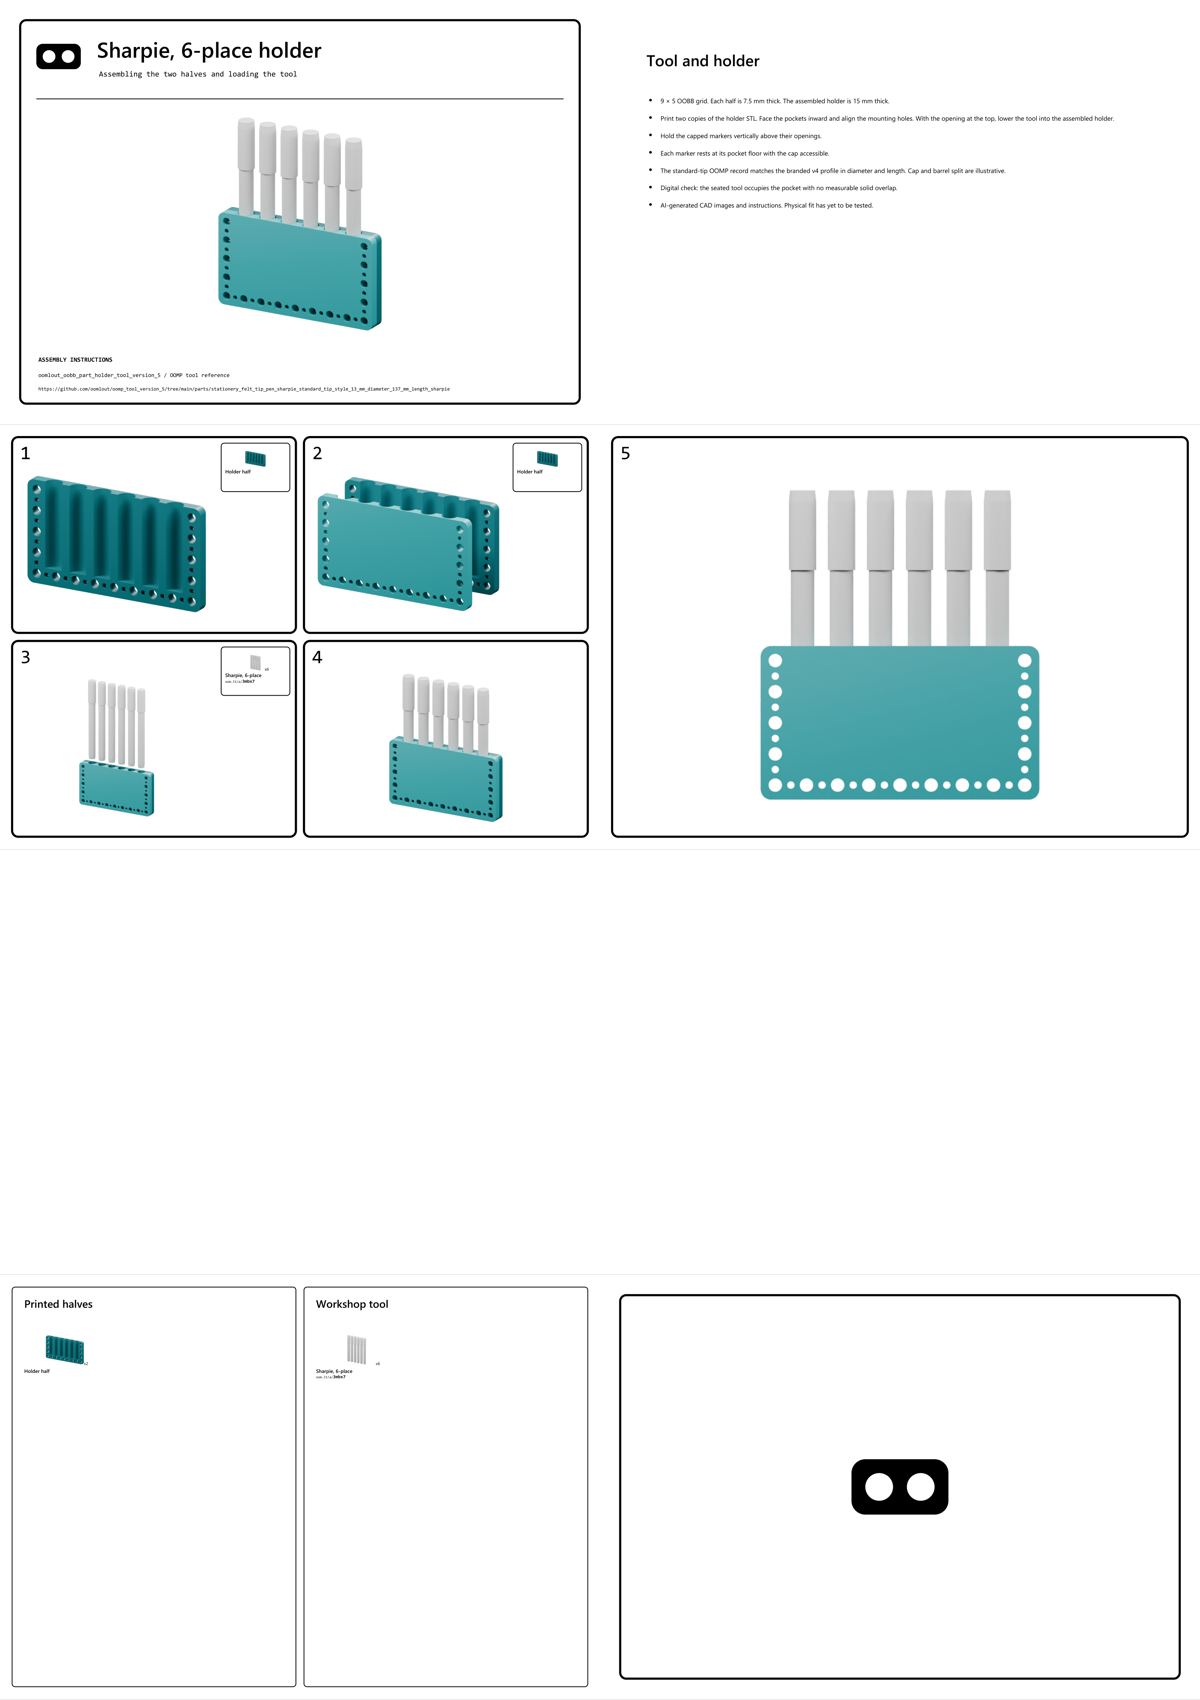 Sharpie, 6-place holder
Assembling the two halves and loading the tool
ASSEMBLY INSTRUCTIONS
oomlout_oobb_part_holder_tool_version_5 / OOMP tool reference
https://github.com/oomlout/oomp_tool_version_5/tree/main/parts/stationery_felt_tip_pen_sharpie_standard_tip_style_13_mm_diameter_137_mm_length_sharpie
Tool and holder
• 9 × 5 OOBB grid. Each half is 7.5 mm thick. The assembled holder is 15 mm thick.
• Print two copies of the holder STL. Face the pockets inward and align the mounting holes. With the opening at the top, lower the tool into the assembled holder.
• Hold the capped markers vertically above their openings.
• Each marker rests at its pocket floor with the cap accessible.
• The standard-tip OOMP record matches the branded v4 profile in diameter and length. Cap and barrel split are illustrative.
• Digital check: the seated tool occupies the pocket with no measurable solid overlap.
• AI-generated CAD images and instructions. Physical fit has yet to be tested.
1
Holder half
2
Holder half
3
x6
Sharpie, 6-place
4
5
Printed halves
x2
Holder half
Workshop tool
x6
Sharpie, 6-place